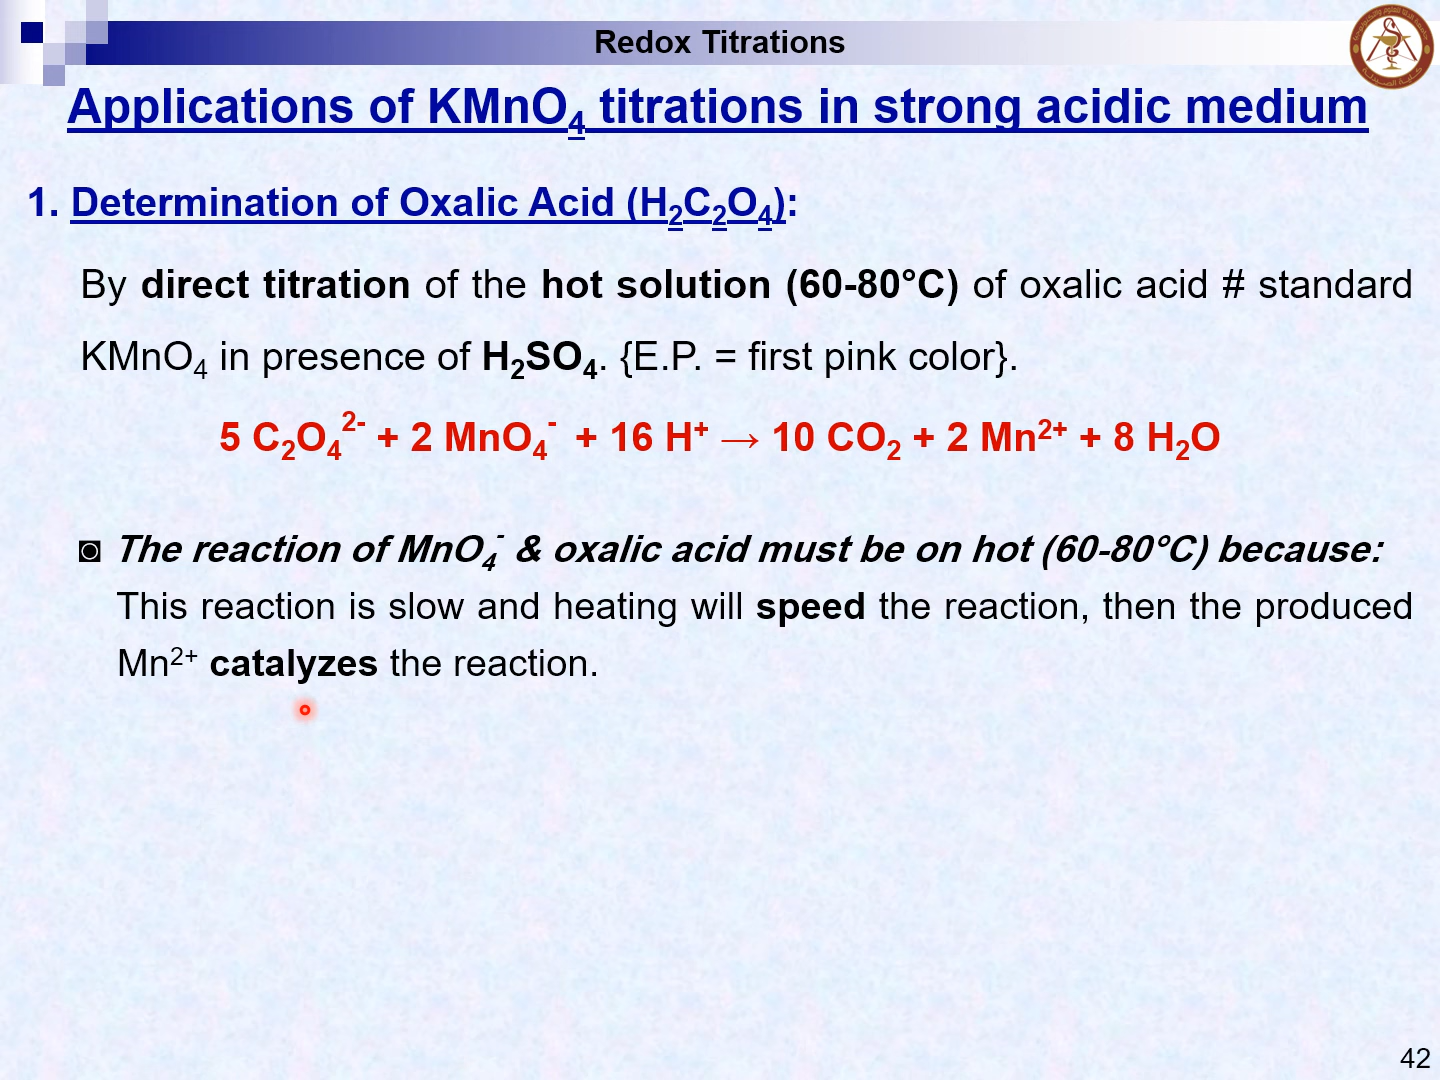 Redox Titrations
Applications of KMnO₄ titrations in strong acidic medium
1. Determination of Oxalic Acid (H₂C₂O₄):
By direct titration of the hot solution (60-80°C) of oxalic acid # standard
KMnO₄ in presence of H₂SO₄. {E.P. = first pink color}.
5 C₂O₄²⁻ + 2 MnO₄⁻ + 16 H⁺ → 10 CO₂ + 2 Mn²⁺ + 8 H₂O
◙ The reaction of MnO₄⁻ & oxalic acid must be on hot (60-80°C) because:
This reaction is slow and heating will speed the reaction, then the produced
Mn²⁺ catalyzes the reaction.
42